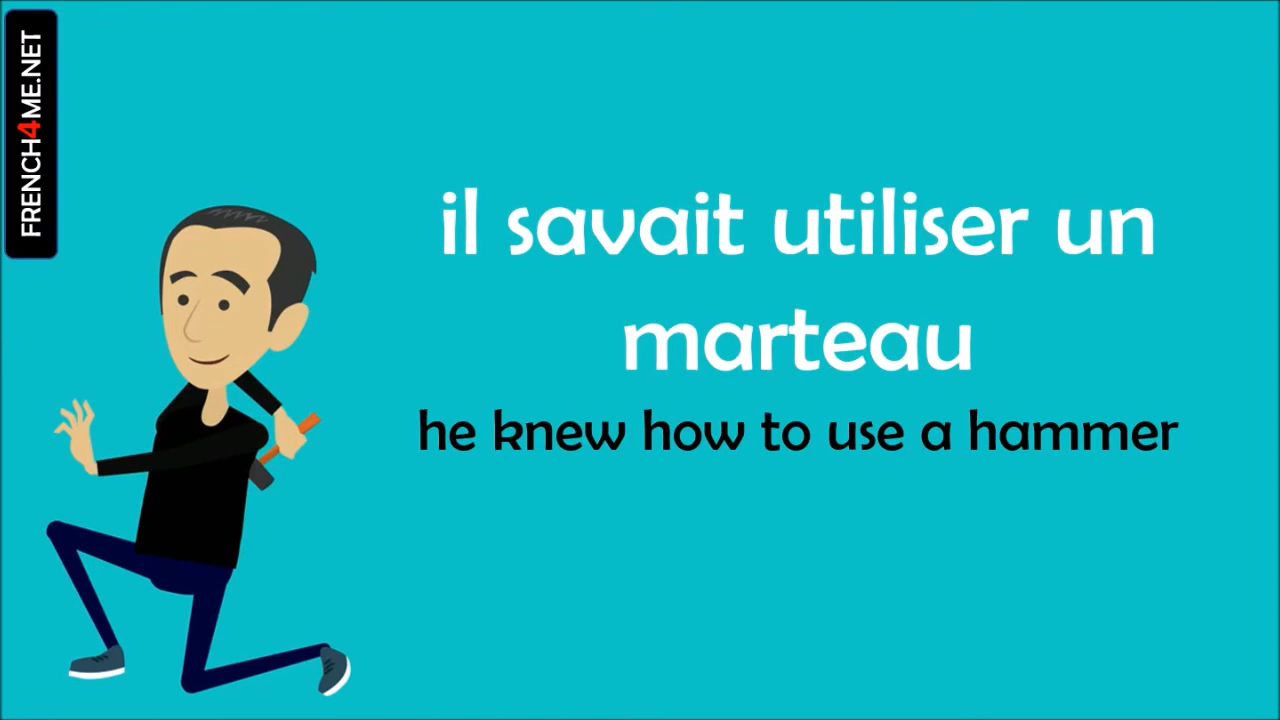 FRENCH4ME.NET
il savait utiliser un
marteau
he knew how to use a hammer